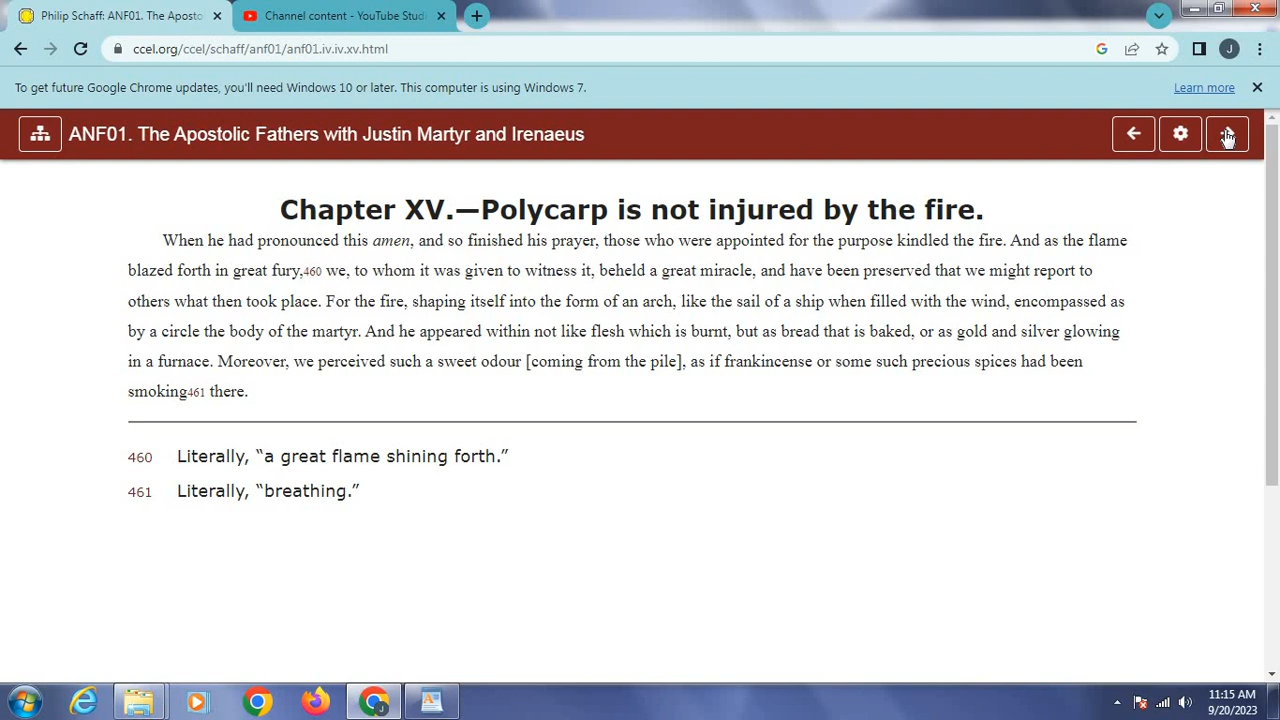 Philip Schaff: ANF01. The Aposto
Channel content - YouTube Studi
ccel.org/ccel/schaff/anf01/anf01.iv.iv.xv.html
J
To get future Google Chrome updates, you'll need Windows 10 or later. This computer is using Windows 7.
Learn more
ANF01. The Apostolic Fathers with Justin Martyr and Irenaeus
Chapter XV.—Polycarp is not injured by the fire.
When he had pronounced this amen, and so finished his prayer, those who were appointed for the purpose kindled the fire. And as the flame
blazed forth in great fury,460 we, to whom it was given to witness it, beheld a great miracle, and have been preserved that we might report to
others what then took place. For the fire, shaping itself into the form of an arch, like the sail of a ship when filled with the wind, encompassed as
by a circle the body of the martyr. And he appeared within not like flesh which is burnt, but as bread that is baked, or as gold and silver glowing
in a furnace. Moreover, we perceived such a sweet odour [coming from the pile], as if frankincense or some such precious spices had been
smoking461 there.
460 Literally, “a great flame shining forth.”
461 Literally, “breathing.”
11:15 AM
9/20/2023